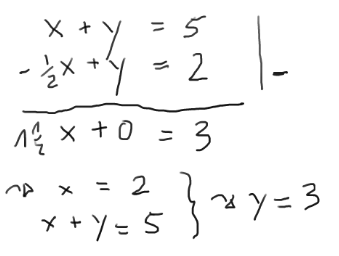 x + y = 5
- ½x + y = 2 | -
1½ x + 0 = 3
⇝ x = 2
x + y = 5 } ⇝ y = 3